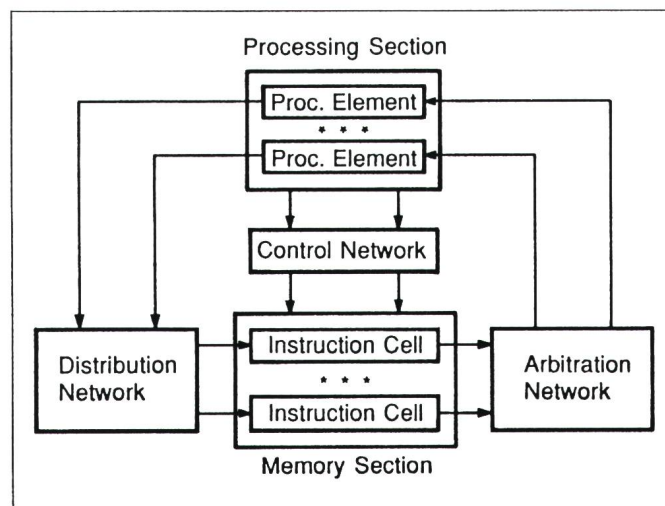 Processing Section
Proc. Element
* * *
Proc. Element
Control Network
Distribution
Network
Instruction Cell
* * *
Instruction Cell
Arbitration
Network
Memory Section